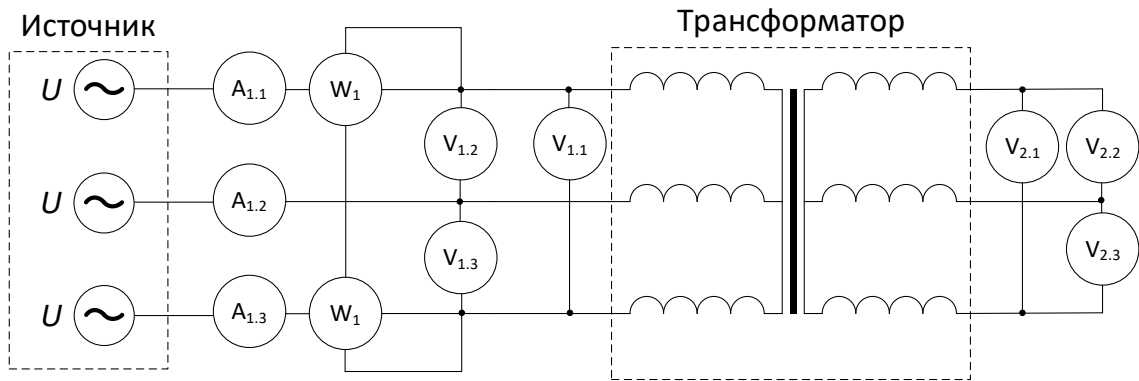 Источник
Трансформатор
U
A1.1
W1
V1.2
V1.1
V2.1
V2.2
U
A1.2
V1.3
V2.3
U
A1.3
W1